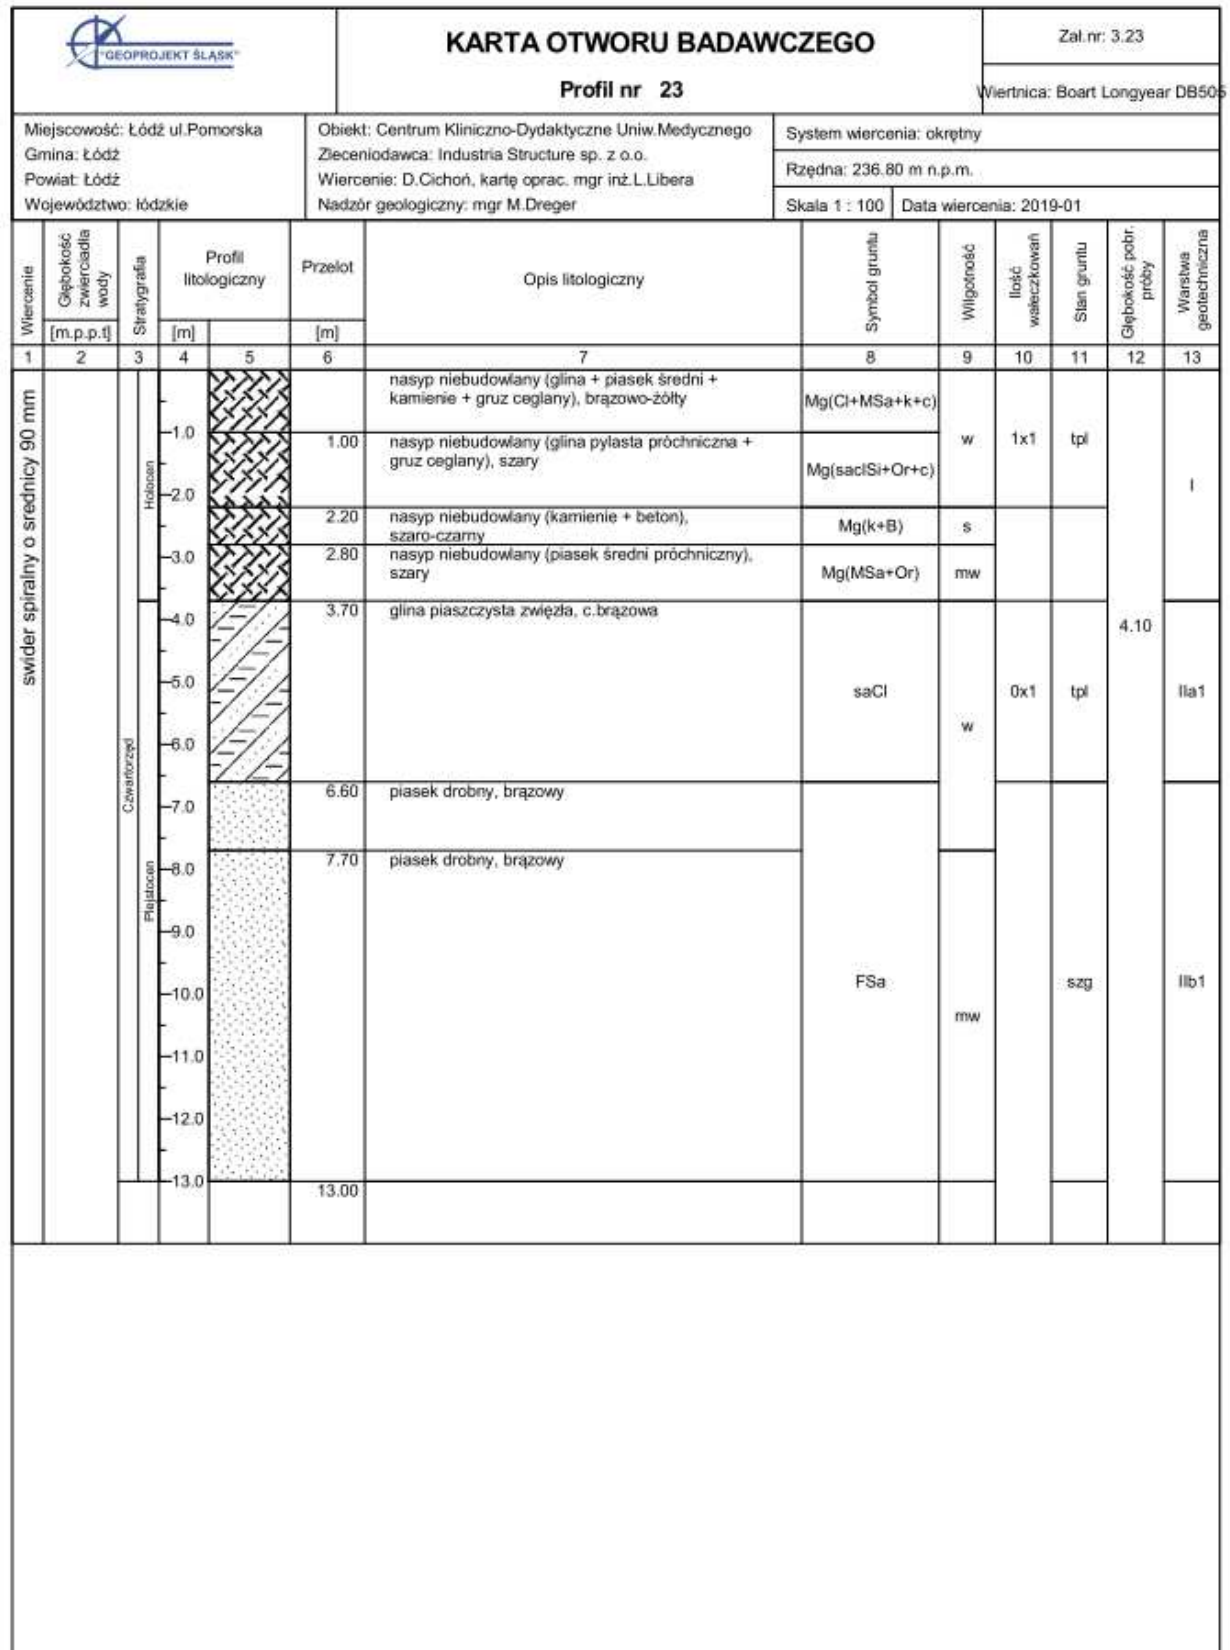 "GEOPROJEKT ŚLĄSK"
KARTA OTWORU BADAWCZEGO
Profil nr 23
Zał.nr: 3.23
Wiertnica: Boart Longyear DB505
Miejscowość: Łódź ul.Pomorska
Gmina: Łódź
Powiat: Łódź
Województwo: łódzkie
Obiekt: Centrum Kliniczno-Dydaktyczne Uniw.Medycznego
Zleceniodawca: Industria Structure sp. z o.o.
Wiercenie: D.Cichoń, kartę oprac. mgr inż.L.Libera
Nadzór geologiczny: mgr M.Dreger
System wiercenia: okrętny
Rzędna: 236.80 m n.p.m.
Skala 1 : 100 Data wiercenia: 2019-01
Wiercenie
Głębokość
zwierciadła
wody
[m.p.p.t]
Stratygrafia
Profil
litologiczny
[m]
Przelot
[m]
Opis litologiczny
Symbol gruntu
Wilgotność
Ilość
wałeczkowań
Stan gruntu
Głębokość pobr.
próby
Warstwa
geotechniczna
1 2 3 4 5 6 7 8 9 10 11 12 13
swider spiralny o srednicy 90 mm
Czwartorzęd
Holocen
Plejstocen
1.0
2.0
3.0
4.0
5.0
6.0
7.0
8.0
9.0
10.0
11.0
12.0
13.0
nasyp niebudowlany (glina + piasek średni +
kamienie + gruz ceglany), brązowo-żółty
Mg(Cl+MSa+k+c)
1.00 nasyp niebudowlany (glina pylasta próchniczna +
gruz ceglany), szary
Mg(saclSi+Or+c)
w 1x1 tpl
I
2.20 nasyp niebudowlany (kamienie + beton),
szaro-czarny
Mg(k+B) s
2.80 nasyp niebudowlany (piasek średni próchniczny),
szary
Mg(MSa+Or) mw
3.70 glina piaszczysta zwięzła, c.brązowa
4.10
saCl 0x1 tpl IIa1
w
6.60 piasek drobny, brązowy
7.70 piasek drobny, brązowy
FSa szg IIb1
mw
13.00